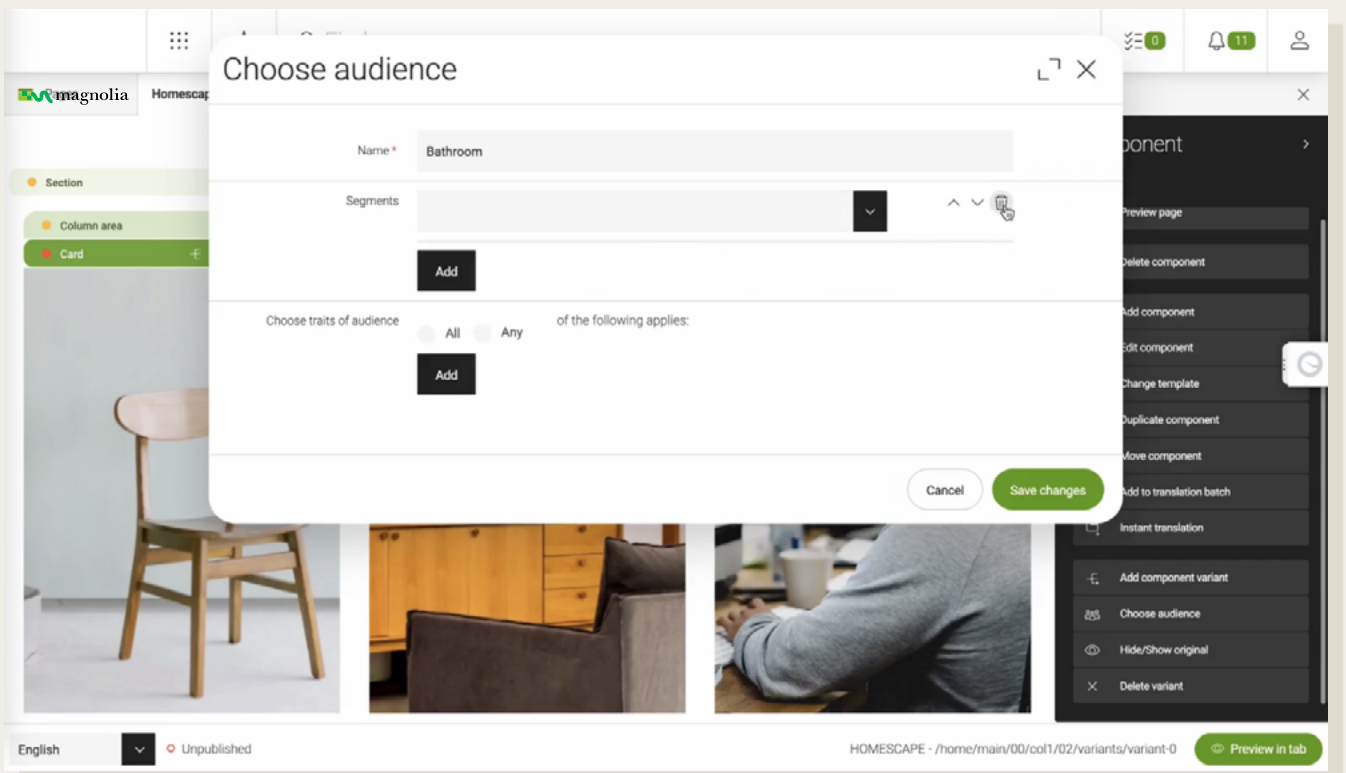 Choose audience
0
11
magnolia
Homescap
ponent
Name*
Bathroom
Section
Segments
Preview page
Column area
Card
Add
Delete component
Choose traits of audience
All
Any
of the following applies:
Add
Add component
Edit component
Change template
Duplicate component
Move component
Cancel
Save changes
Add to translation batch
Instant translation
Add component variant
Choose audience
Hide/Show original
Delete variant
English
Unpublished
HOMESCAPE - /home/main/00/col1/02/variants/variant-0
Preview in tab